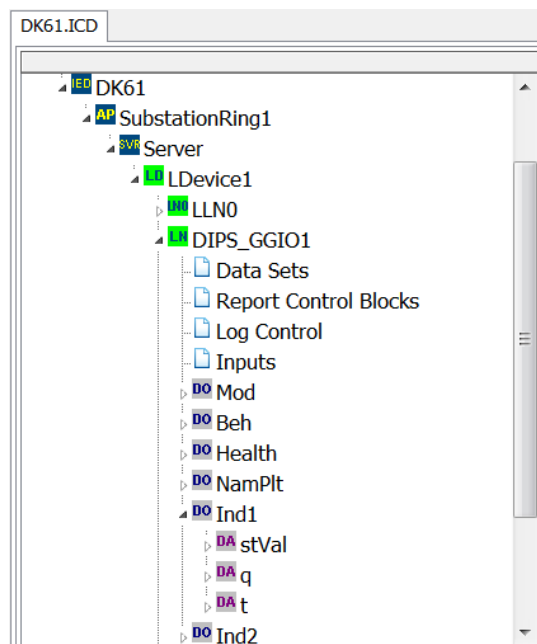 DK61.ICD
IED DK61
AP SubstationRing1
SVR Server
LD LDevice1
LN0 LLN0
LN DIPS_GGIO1
Data Sets
Report Control Blocks
Log Control
Inputs
DO Mod
DO Beh
DO Health
DO NamPlt
DO Ind1
DA stVal
DA q
DA t
DO Ind2